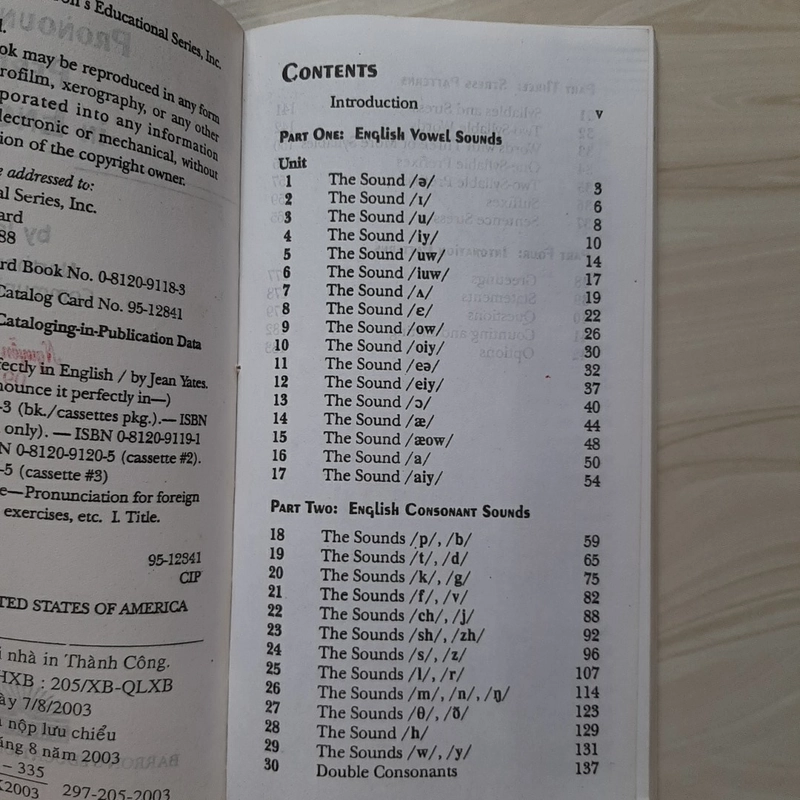 's Educational Series, Inc.
ok may be reproduced in any form
rofilm, xerography, or any other
porated into any information
lectronic or mechanical, without
ion of the copyright owner.
e addressed to:
al Series, Inc.
ard
88
rd Book No. 0-8120-9118-3
Catalog Card No. 95-12841
Cataloging-in-Publication Data
fectly in English / by Jean Yates.
nounce it perfectly in—)
-3 (bk./cassettes pkg.).— ISBN
only). — ISBN 0-8120-9119-1
N 0-8120-9120-5 (cassette #2).
-5 (cassette #3)
e—Pronunciation for foreign
exercises, etc. I. Title.
95-12841
CIP
TED STATES OF AMERICA
i nhà in Thành Công.
HXB : 205/XB-QLXB
ày 7/8/2003
nộp lưu chiểu
áng 8 năm 2003
– 335
K2003 297-205-2003
CONTENTS
Introduction v
PART ONE: ENGLISH VOWEL SOUNDS
Unit
1 The Sound /ə/ 3
2 The Sound /ɪ/ 6
3 The Sound /u/ 8
4 The Sound /iy/ 10
5 The Sound /uw/ 14
6 The Sound /iuw/ 17
7 The Sound /ʌ/ 19
8 The Sound /ɛ/ 22
9 The Sound /ow/ 26
10 The Sound /oiy/ 30
11 The Sound /eə/ 32
12 The Sound /eiy/ 37
13 The Sound /ɔ/ 40
14 The Sound /æ/ 44
15 The Sound /æow/ 48
16 The Sound /a/ 50
17 The Sound /aiy/ 54
PART TWO: ENGLISH CONSONANT SOUNDS
18 The Sounds /p/, /b/ 59
19 The Sounds /t/, /d/ 65
20 The Sounds /k/, /g/ 75
21 The Sounds /f/, /v/ 82
22 The Sounds /ch/, /j/ 88
23 The Sounds /sh/, /zh/ 92
24 The Sounds /s/, /z/ 96
25 The Sounds /l/, /r/ 107
26 The Sounds /m/, /n/, /ŋ/ 114
27 The Sounds /θ/, /ð/ 123
28 The Sound /h/ 129
29 The Sounds /w/, /y/ 131
30 Double Consonants 137